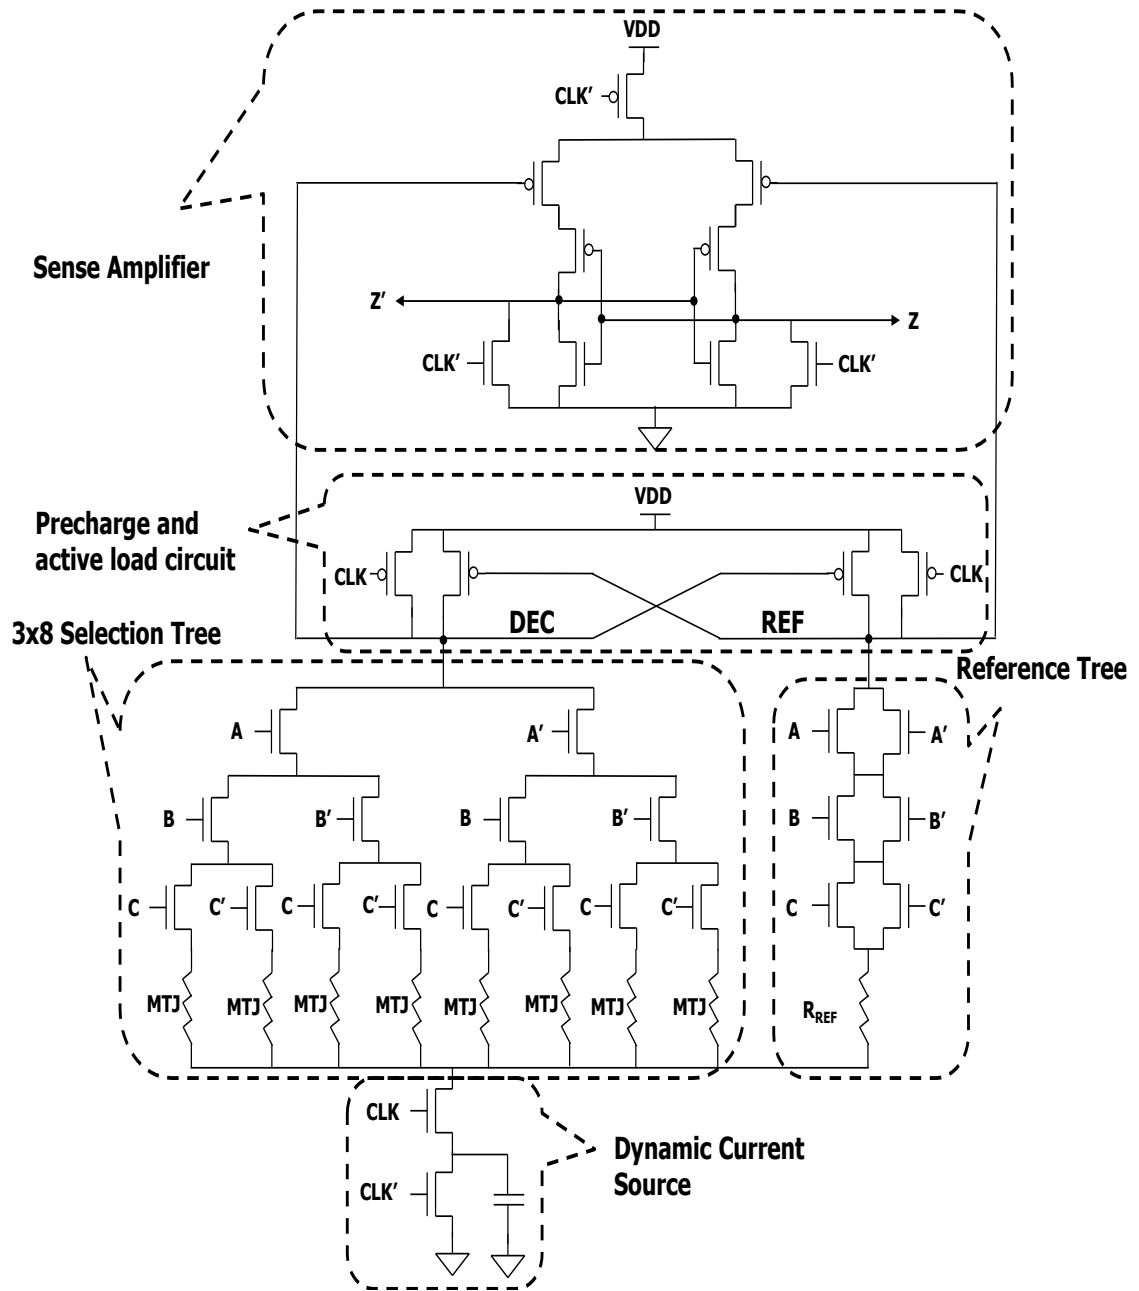 VDD
CLK’
Sense Amplifier
Z’
Z
CLK’
CLK’
Precharge and
active load circuit
VDD
CLK
CLK
DEC
REF
3x8 Selection Tree
Reference Tree
A
A’
A
A’
B
B’
B
B’
B
B’
C
C’
C
C’
C
C’
C
C’
C
C’
MTJ
MTJ
MTJ
MTJ
MTJ
MTJ
MTJ
MTJ
RREF
CLK
CLK’
Dynamic Current
Source